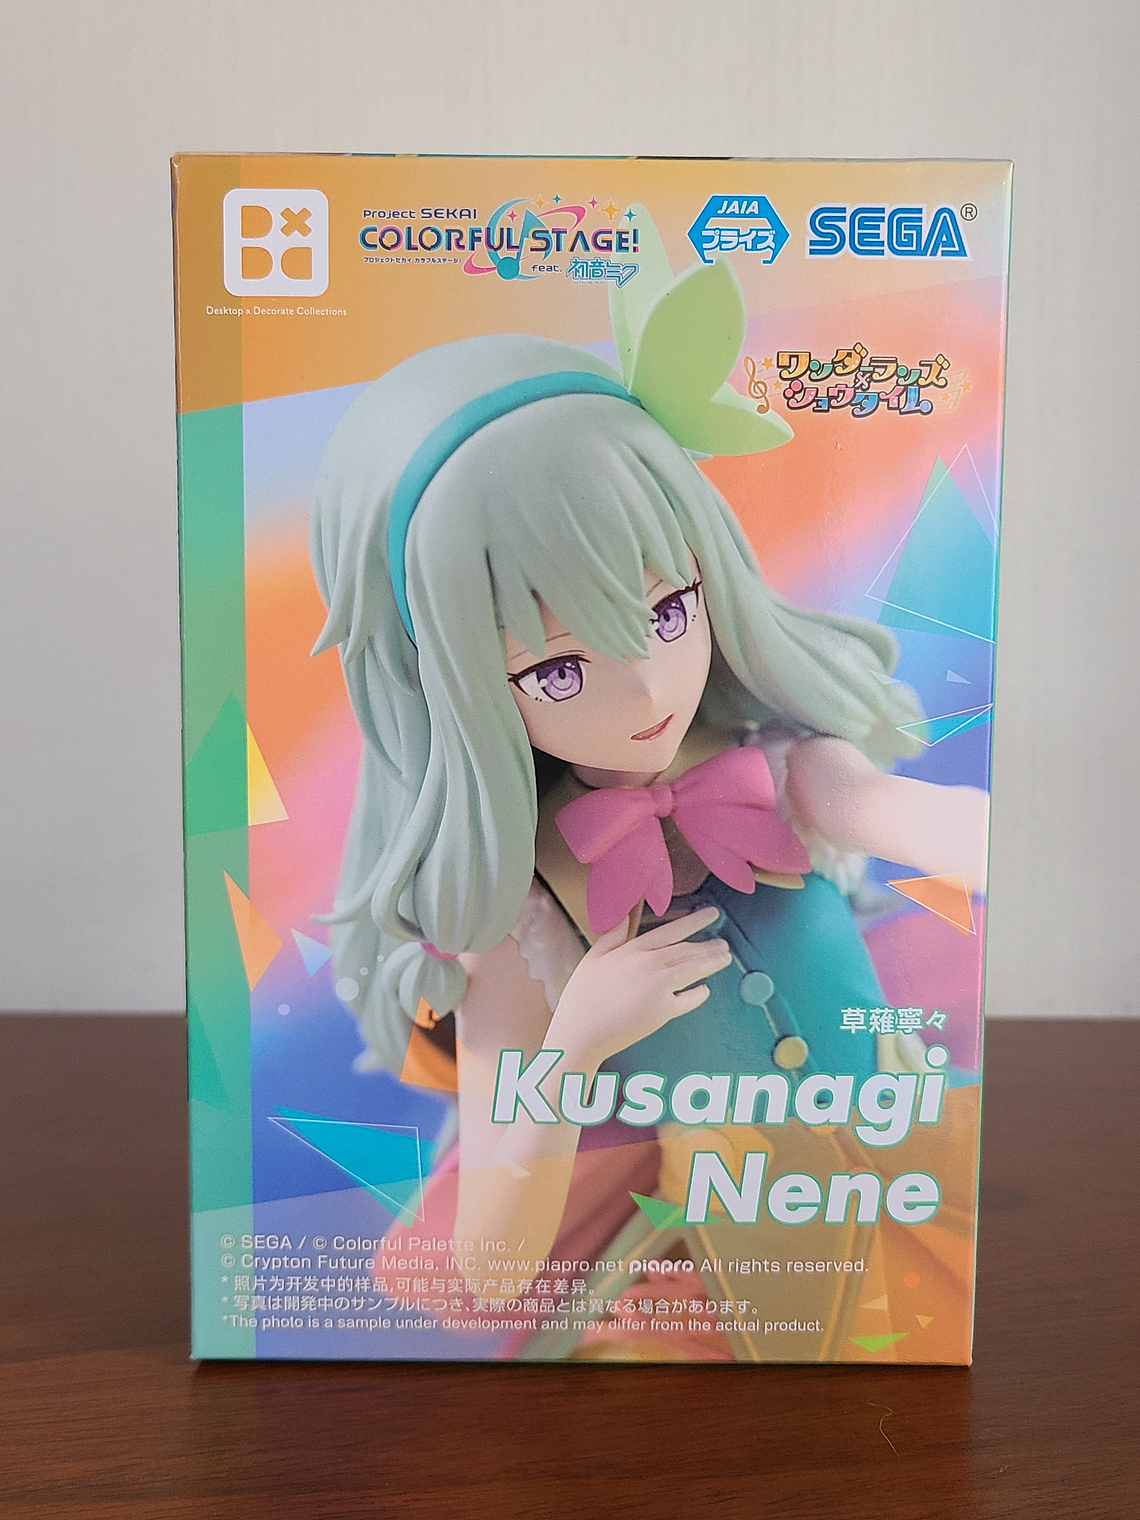 D×DC
Desktop x Decorate Collections
Project SEKAI
COLORFUL STAGE!
プロジェクトセカイ カラフルステージ!
feat. 初音ミク
JAIA
プライズ
SEGA®
ワンダーランズ
×
ショウタイム
草薙寧々
Kusanagi
Nene
© SEGA / © Colorful Palette Inc. /
© Crypton Future Media, INC. www.piapro.net piapro All rights reserved.
* 照片为开发中的样品,可能与实际产品存在差异。
* 写真は開発中のサンプルにつき、実際の商品とは異なる場合があります。
*The photo is a sample under development and may differ from the actual product.